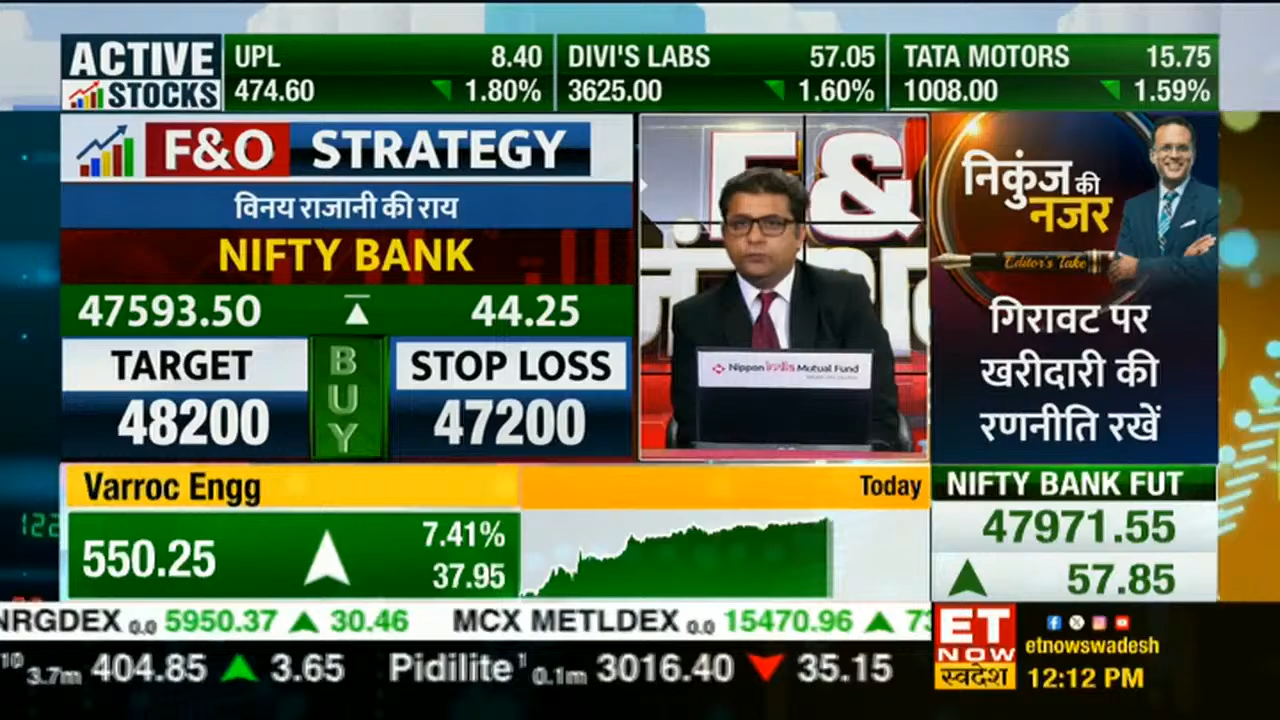 ACTIVE STOCKS
UPL 8.40
474.60 1.80%
DIVI'S LABS 57.05
3625.00 1.60%
TATA MOTORS 15.75
1008.00 1.59%
F&O STRATEGY
विनय राजानी की राय
NIFTY BANK
47593.50 44.25
TARGET
48200
BUY
STOP LOSS
47200
F&
Nippon india Mutual Fund
निकुंज की
नजर
Editor's Take
गिरावट पर
खरीदारी की
रणनीति रखें
Varroc Engg
Today
550.25
7.41%
37.95
NIFTY BANK FUT
47971.55
57.85
122
NRGDEX 0.0 5950.37 30.46 MCX METLDEX 0.0 15470.96 73
10 3.7m 404.85 3.65 Pidilite 1 0.1m 3016.40 35.15
ET
NOW
स्वदेश
etnowswadesh
12:12 PM